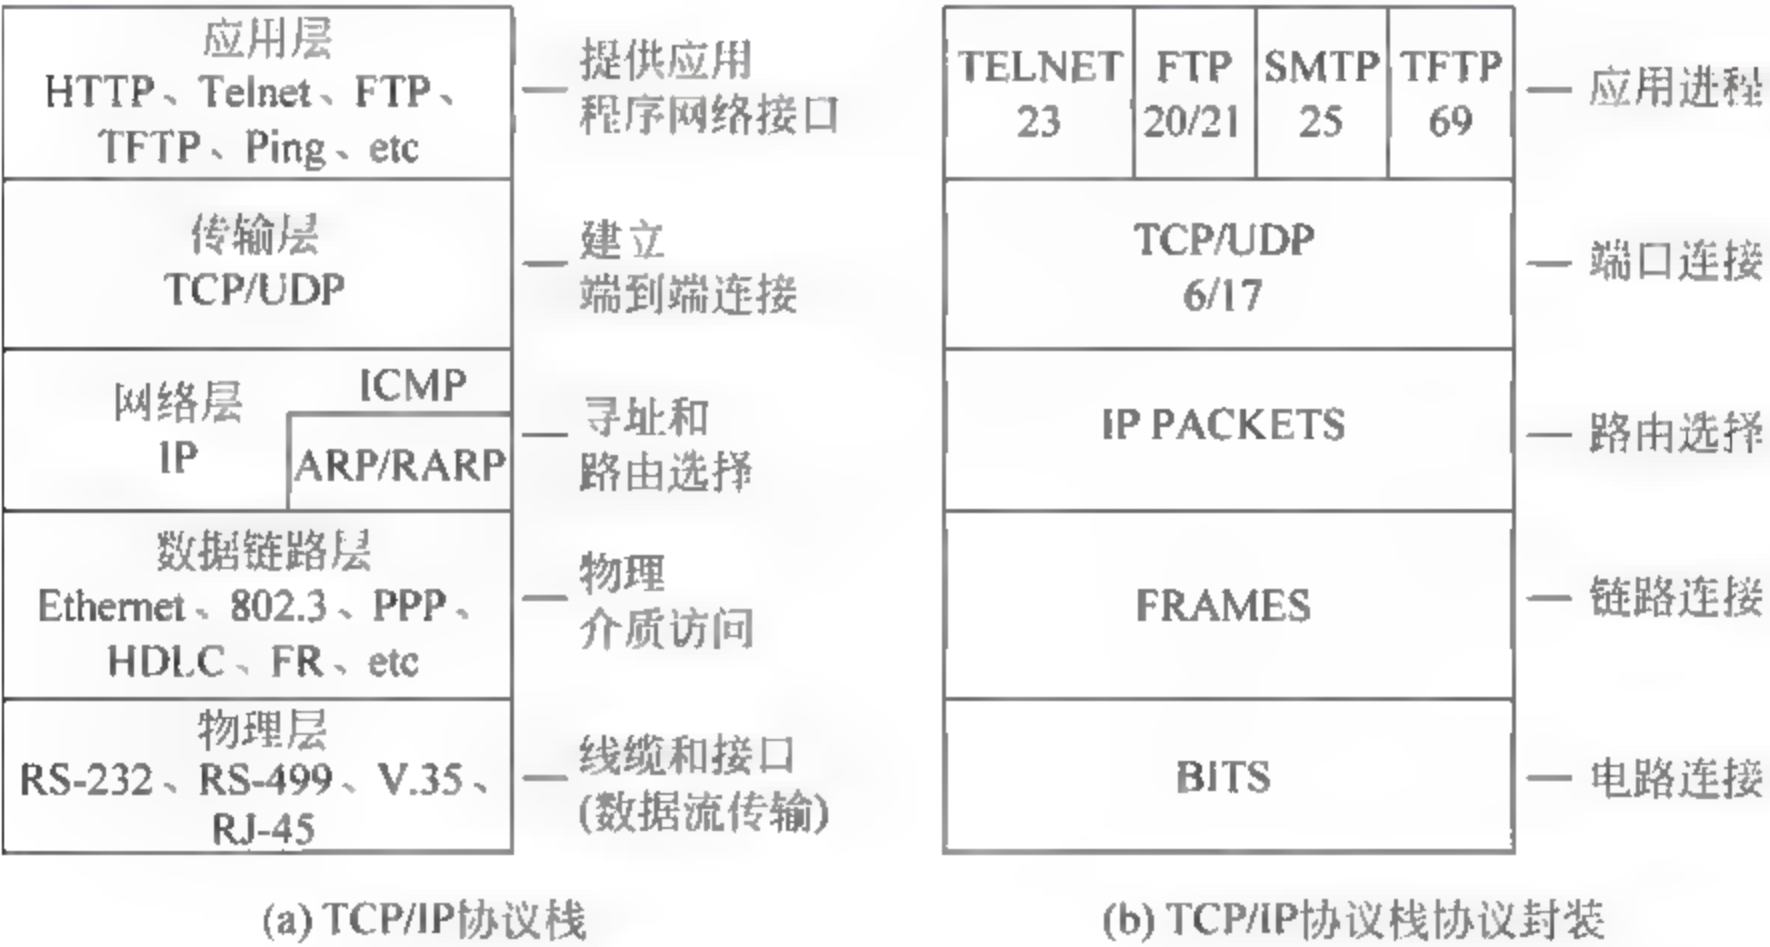 应用层
HTTP、Telnet、FTP、
TFTP、Ping、etc
提供应用
程序网络接口
传输层
TCP/UDP
建立
端到端连接
网络层
IP
ICMP
ARP/RARP
寻址和
路由选择
数据链路层
Ethernet、802.3、PPP、
HDLC、FR、etc
物理
介质访问
物理层
RS-232、RS-499、V.35、
RJ-45
线缆和接口
(数据流传输)
(a) TCP/IP协议栈
TELNET
23
FTP
20/21
SMTP
25
TFTP
69
应用进程
TCP/UDP
6/17
端口连接
IP PACKETS
路由选择
FRAMES
链路连接
BITS
电路连接
(b) TCP/IP协议栈协议封装